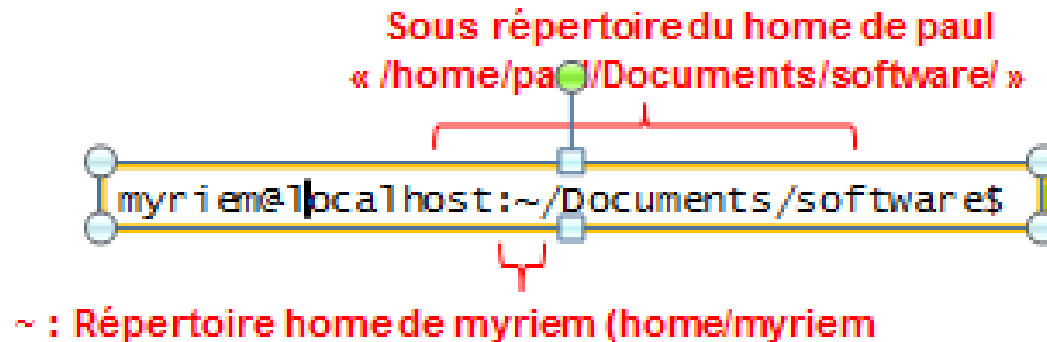 Sous répertoire du home de paul
« /home/paul/Documents/software/ »
myriem@localhost:~/Documents/software$
~ : Répertoire home de myriem (home/myriem